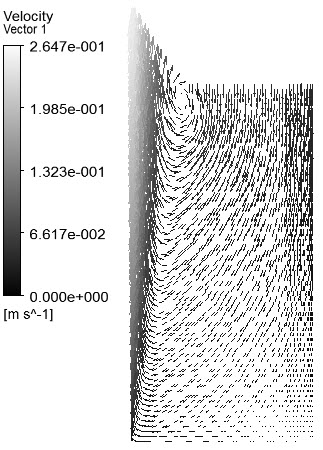 Velocity
Vector 1
2.647e-001
1.985e-001
1.323e-001
6.617e-002
0.000e+000
[m s^-1]